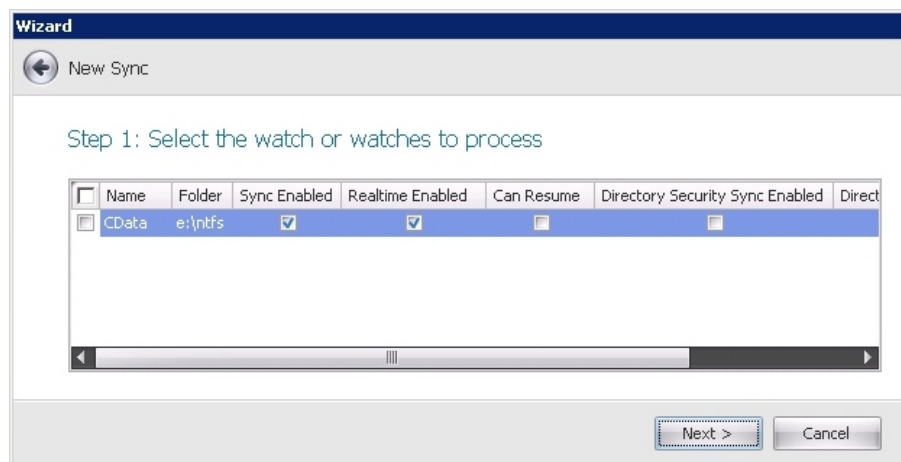 Wizard
New Sync
Step 1: Select the watch or watches to process
Name Folder Sync Enabled Realtime Enabled Can Resume Directory Security Sync Enabled Direct
CData e:\ntfs
Next > Cancel